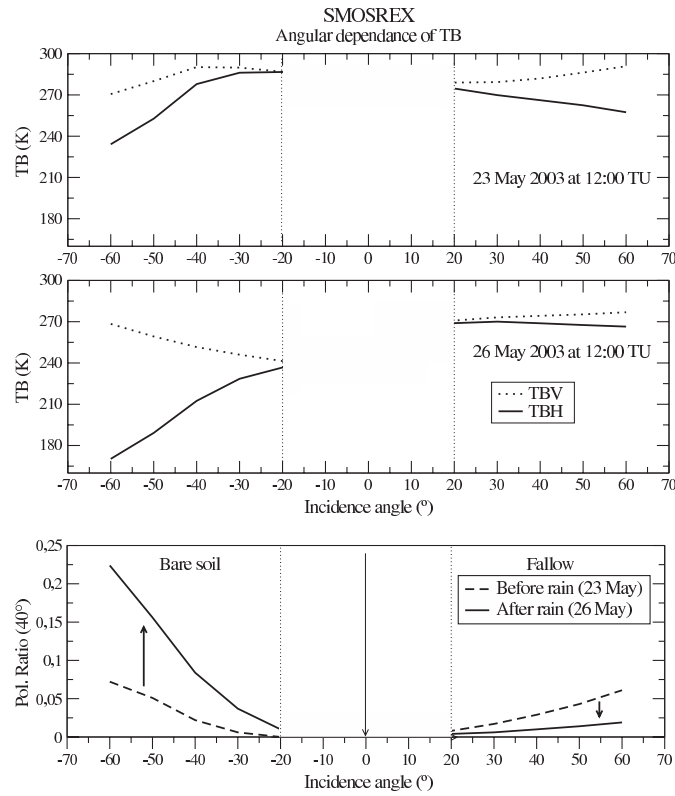 SMOSREX
Angular dependance of TB
TB (K)
300
270
240
210
180
23 May 2003 at 12:00 TU
-70 -60 -50 -40 -30 -20 -10 0 10 20 30 40 50 60 70
TB (K)
300
270
240
210
180
26 May 2003 at 12:00 TU
TBV
TBH
-70 -60 -50 -40 -30 -20 -10 0 10 20 30 40 50 60 70
Incidence angle (º)
Pol. Ratio (40°)
0,25
0,2
0,15
0,1
0,05
0
Bare soil
Fallow
Before rain (23 May)
After rain (26 May)
-70 -60 -50 -40 -30 -20 -10 0 10 20 30 40 50 60 70
Incidence angle (º)